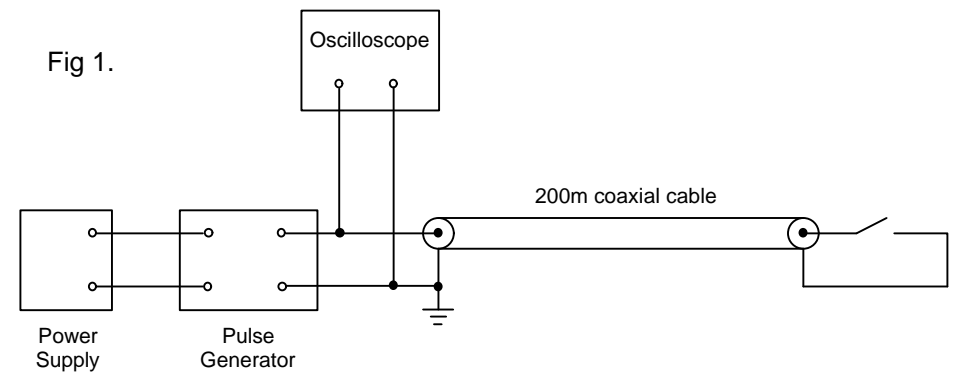 Fig 1.
Oscilloscope
200m coaxial cable
Power
Supply
Pulse
Generator